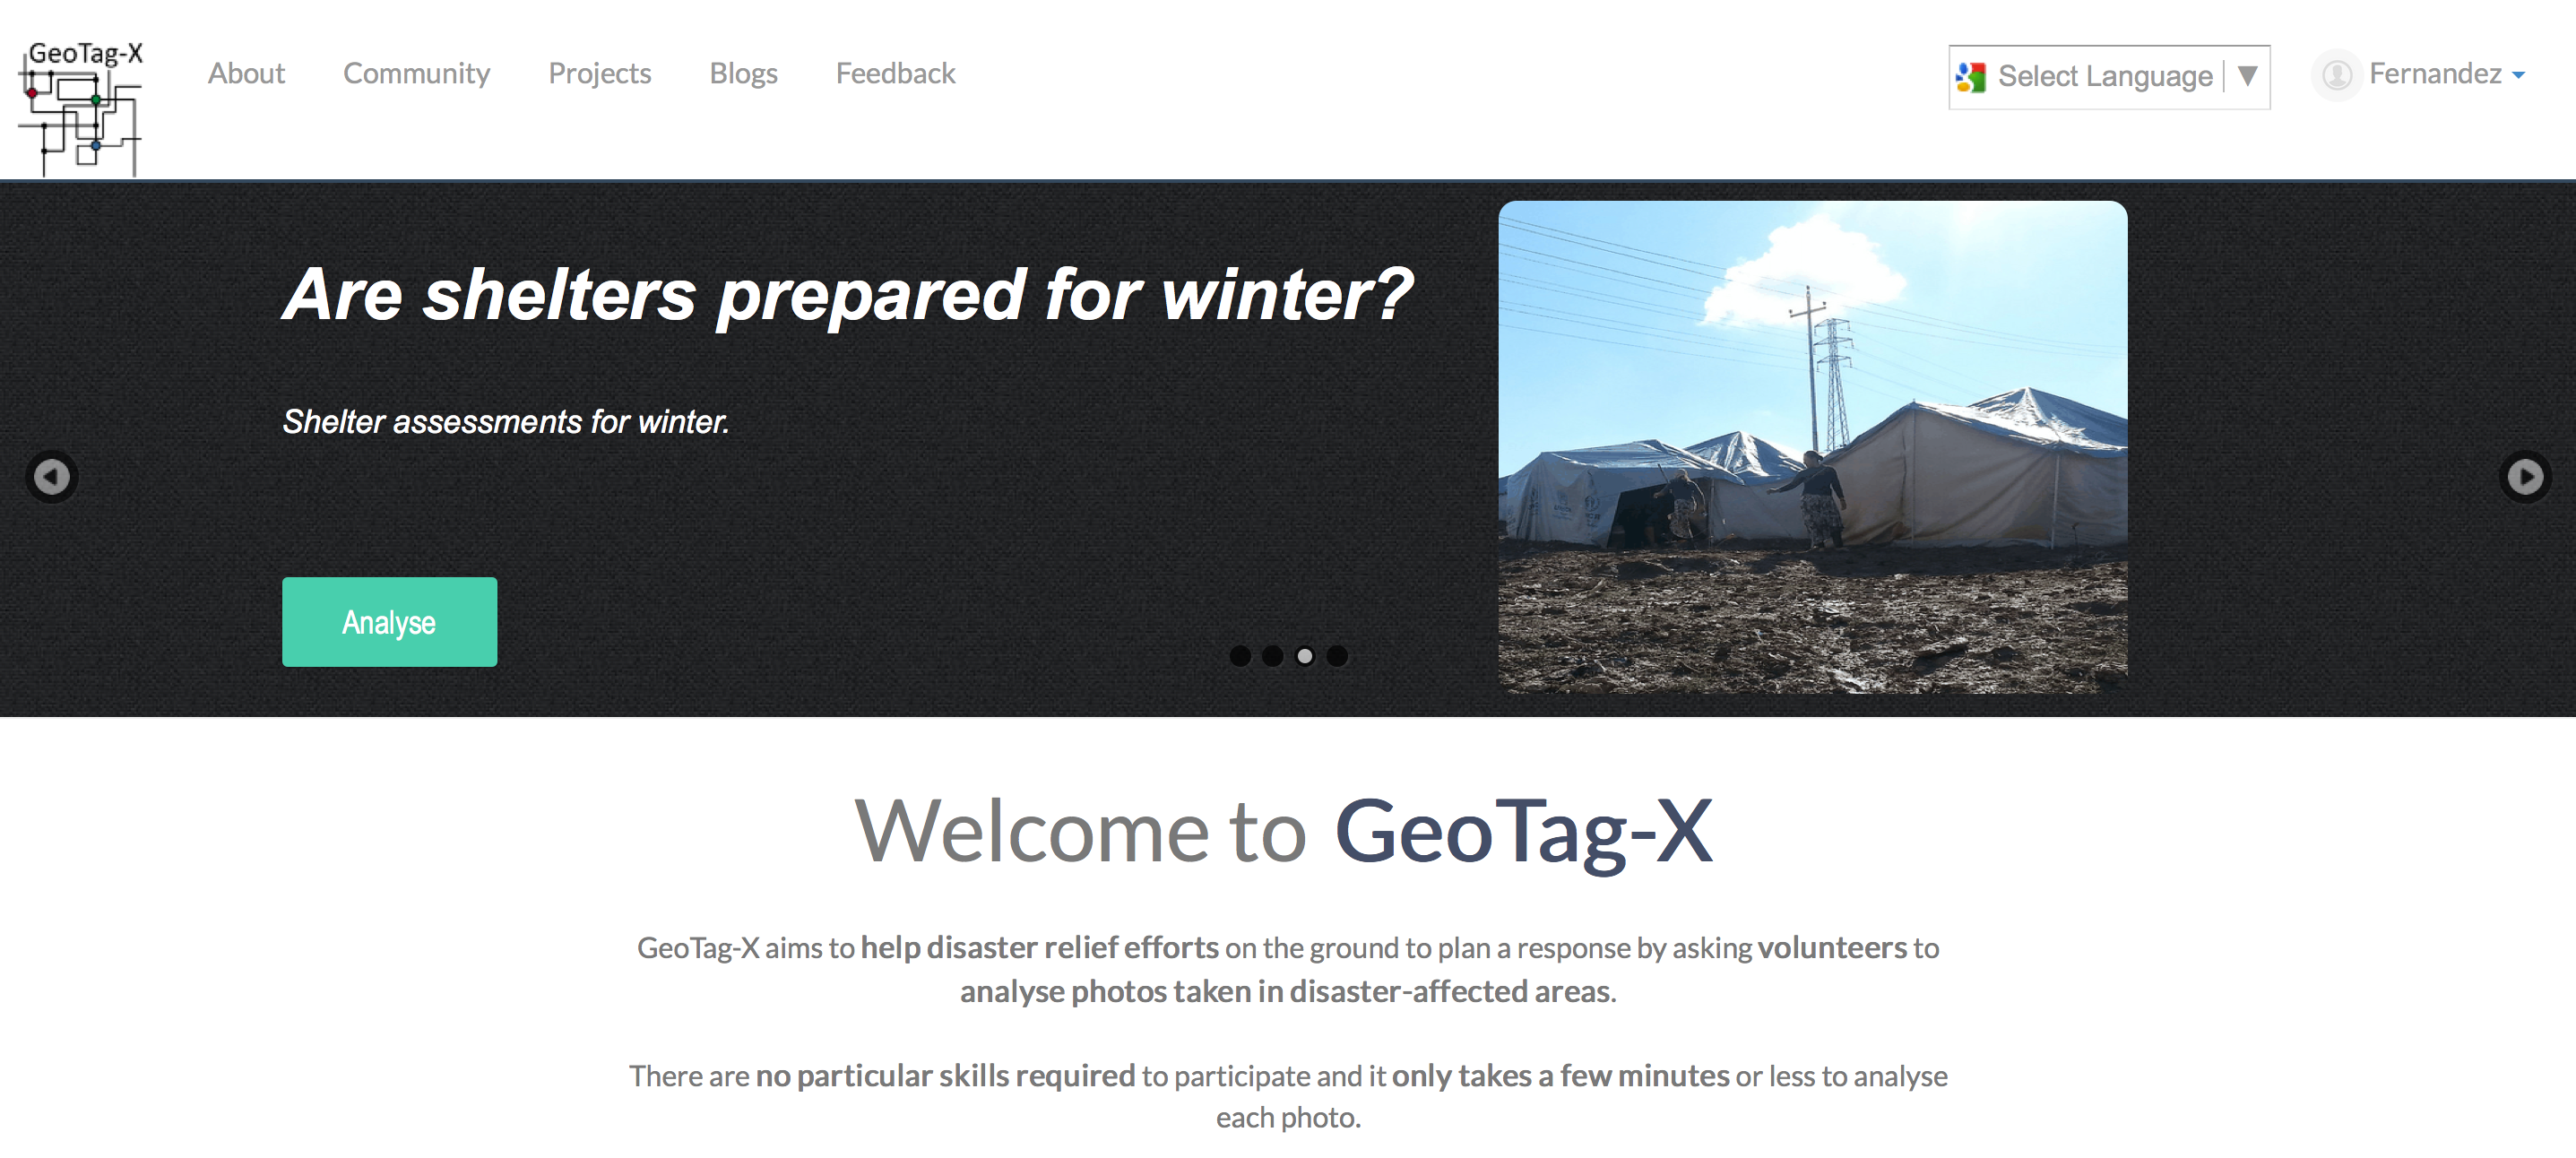 GeoTag-X
About Community Projects Blogs Feedback
Select Language ▼
Fernandez
Are shelters prepared for winter?
Shelter assessments for winter.
Analyse
Welcome to GeoTag-X
GeoTag-X aims to help disaster relief efforts on the ground to plan a response by asking volunteers to
analyse photos taken in disaster-affected areas.
There are no particular skills required to participate and it only takes a few minutes or less to analyse
each photo.